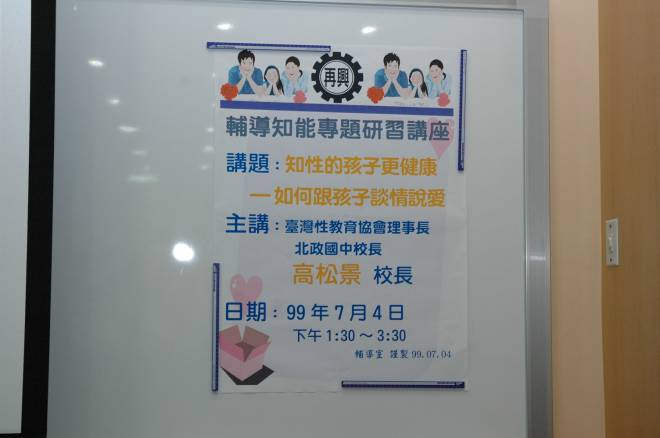 再興
輔導知能專題研習講座
講題：知性的孩子更健康
—如何跟孩子談情說愛
主講：臺灣性教育協會理事長
北政國中校長
高松景 校長
日期：99 年 7 月 4 日
下午 1:30～3:30
輔導室 謹製 99.07.04